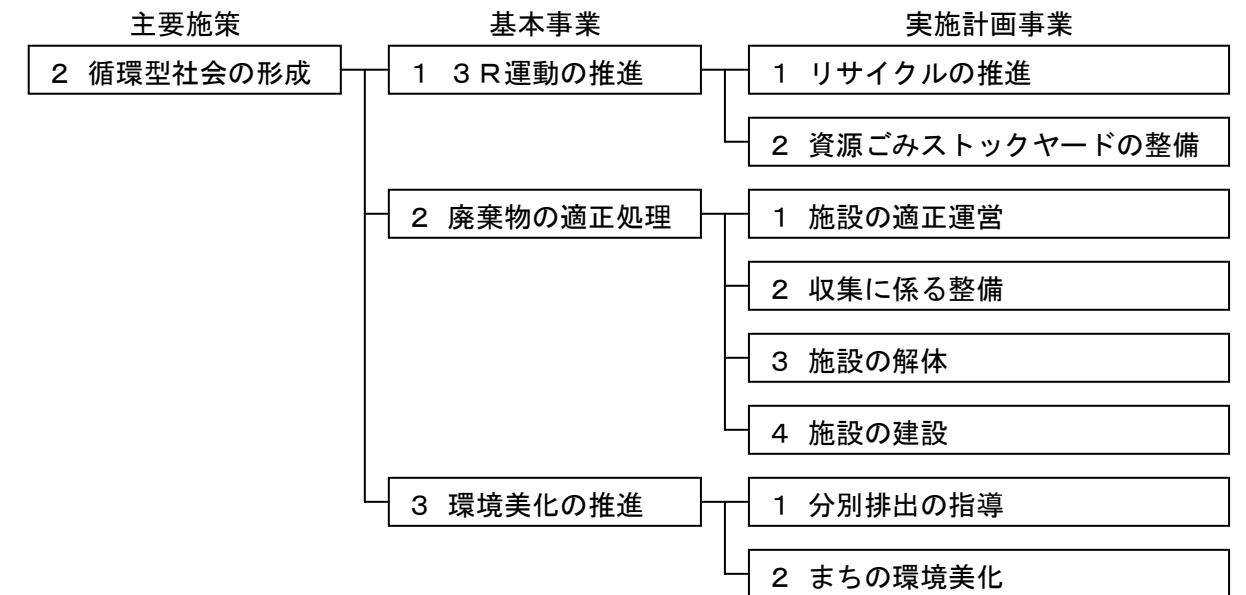 主要施策 基本事業 実施計画事業
２ 循環型社会の形成 １ ３Ｒ運動の推進 １ リサイクルの推進
２ 資源ごみストックヤードの整備
２ 廃棄物の適正処理 １ 施設の適正運営
２ 収集に係る整備
３ 施設の解体
４ 施設の建設
３ 環境美化の推進 １ 分別排出の指導
２ まちの環境美化